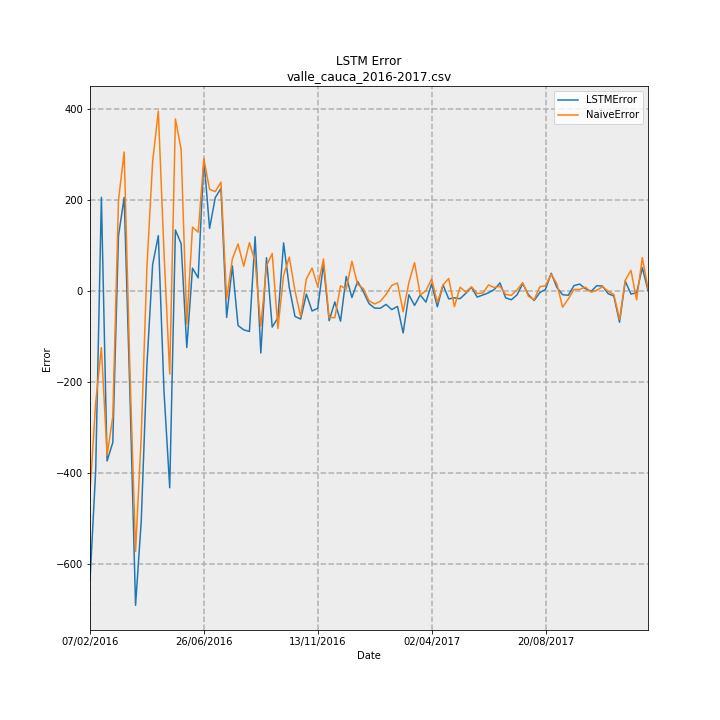 LSTM Error
valle_cauca_2016-2017.csv
LSTMError
NaiveError
400
200
0
−200
−400
−600
Error
07/02/2016 26/06/2016 13/11/2016 02/04/2017 20/08/2017
Date